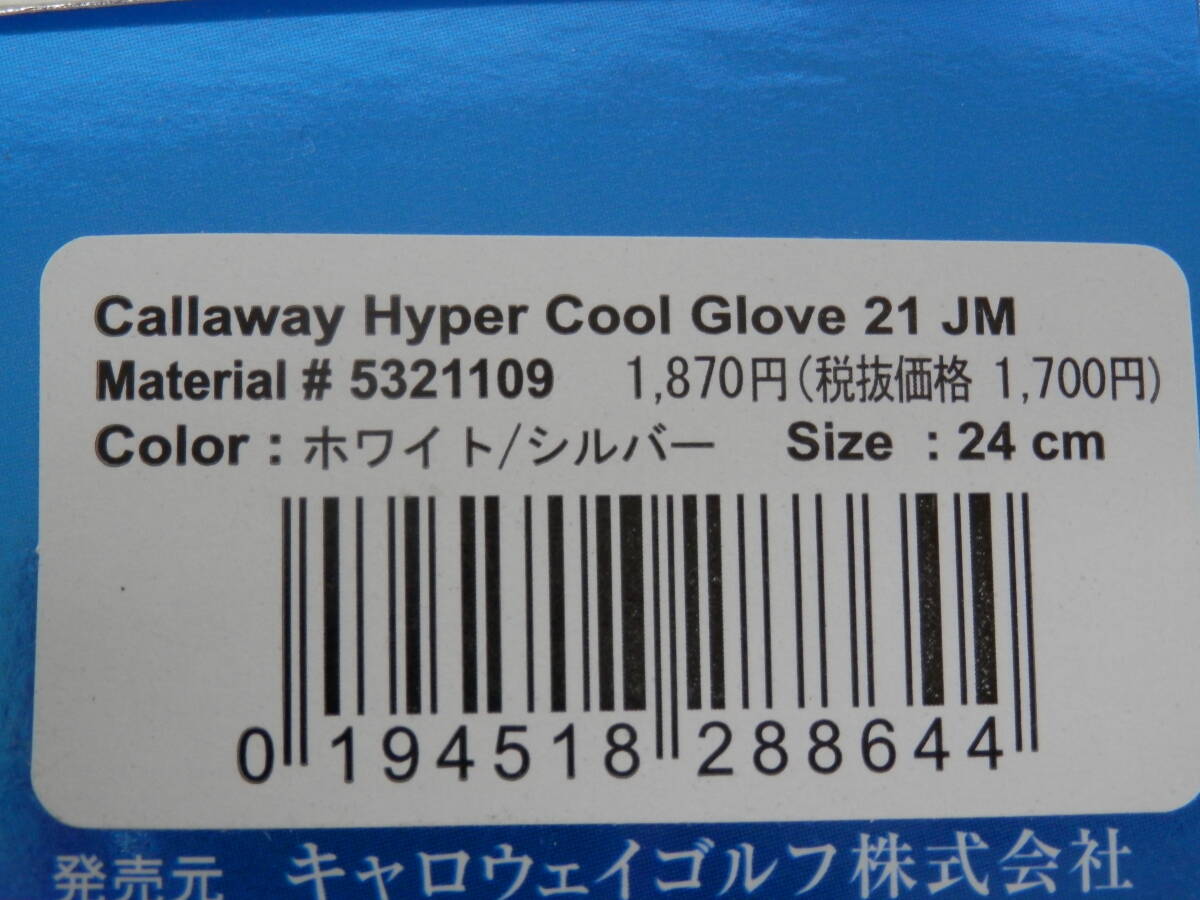 Callaway Hyper Cool Glove 21 JM
Material # 5321109 1,870円(税抜価格 1,700円)
Color : ホワイト/シルバー Size : 24 cm
0 194518 288644
発売元 キャロウェイゴルフ株式会社